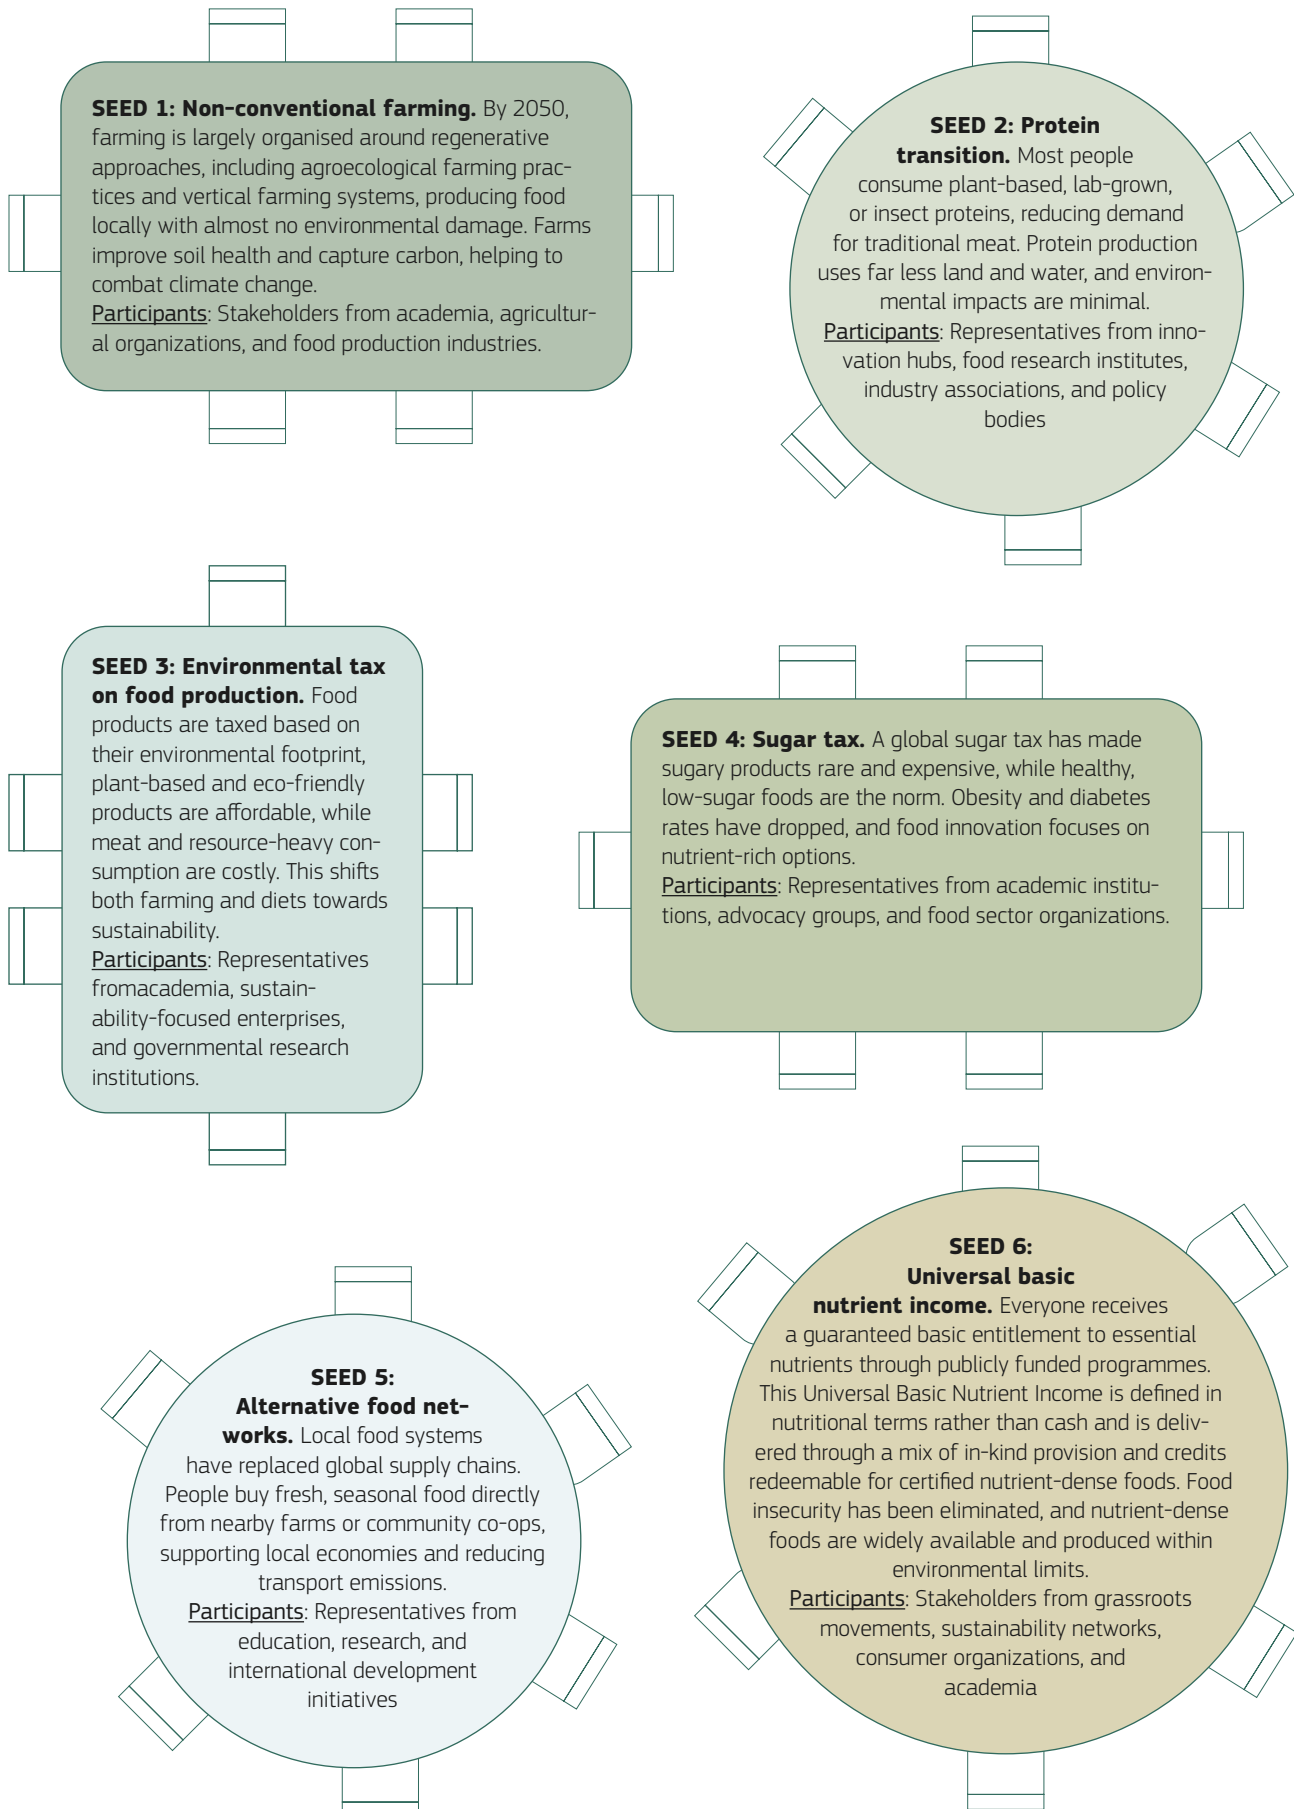 SEED 1: Non-conventional farming. By 2050,
farming is largely organised around regenerative
approaches, including agroecological farming prac-
tices and vertical farming systems, producing food
locally with almost no environmental damage. Farms
improve soil health and capture carbon, helping to
combat climate change.
Participants: Stakeholders from academia, agricultur-
al organizations, and food production industries.
SEED 2: Protein
transition. Most people
consume plant-based, lab-grown,
or insect proteins, reducing demand
for traditional meat. Protein production
uses far less land and water, and environ-
mental impacts are minimal.
Participants: Representatives from inno-
vation hubs, food research institutes,
industry associations, and policy
bodies
SEED 3: Environmental tax
on food production. Food
products are taxed based on
their environmental footprint,
plant-based and eco-friendly
products are affordable, while
meat and resource-heavy con-
sumption are costly. This shifts
both farming and diets towards
sustainability.
Participants: Representatives
fromacademia, sustain-
ability-focused enterprises,
and governmental research
institutions.
SEED 4: Sugar tax. A global sugar tax has made
sugary products rare and expensive, while healthy,
low-sugar foods are the norm. Obesity and diabetes
rates have dropped, and food innovation focuses on
nutrient-rich options.
Participants: Representatives from academic institu-
tions, advocacy groups, and food sector organizations.
SEED 5:
Alternative food net-
works. Local food systems
have replaced global supply chains.
People buy fresh, seasonal food directly
from nearby farms or community co-ops,
supporting local economies and reducing
transport emissions.
Participants: Representatives from
education, research, and
international development
initiatives
SEED 6:
Universal basic
nutrient income. Everyone receives
a guaranteed basic entitlement to essential
nutrients through publicly funded programmes.
This Universal Basic Nutrient Income is defined in
nutritional terms rather than cash and is deliv-
ered through a mix of in-kind provision and credits
redeemable for certified nutrient-dense foods. Food
insecurity has been eliminated, and nutrient-dense
foods are widely available and produced within
environmental limits.
Participants: Stakeholders from grassroots
movements, sustainability networks,
consumer organizations, and
academia